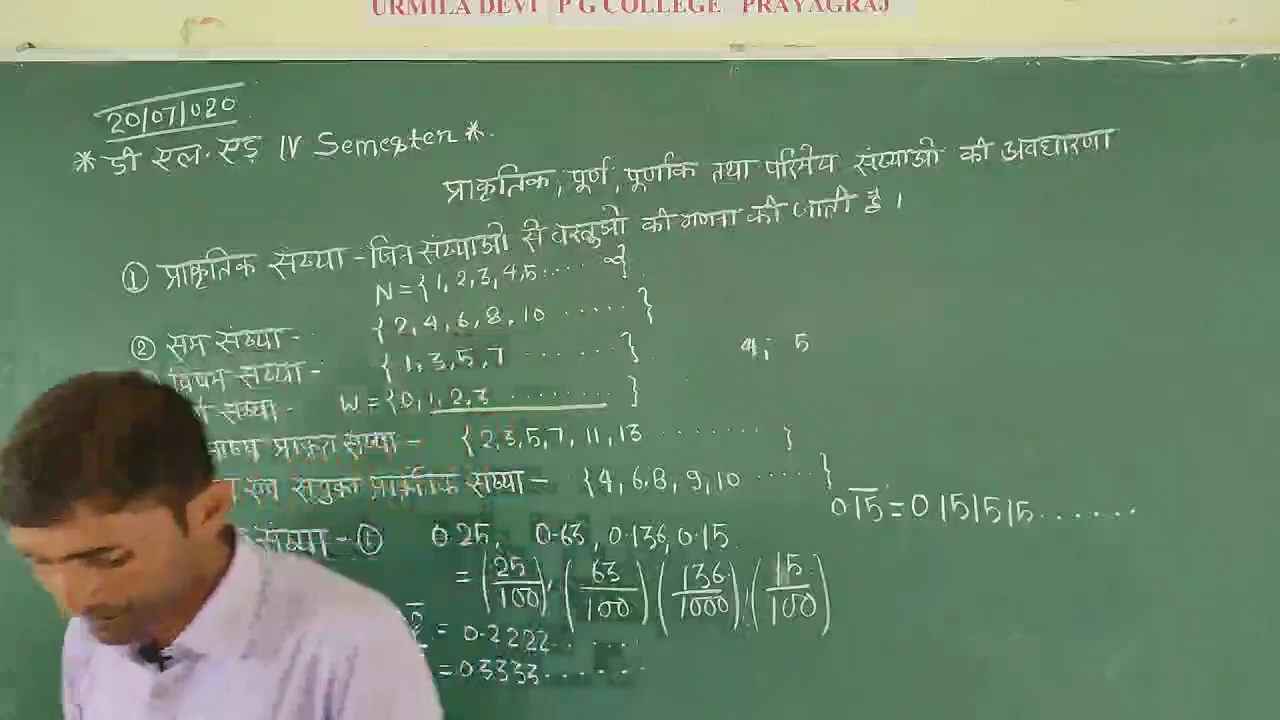 URMILA DEVI P G COLLEGE PRAYAGRAJ
20/07/020
* डी एल.एड़ IV Semester *
प्राकृतिक, पूर्ण, पूर्णांक तथा परिमेय संख्याओ की अवधारणा
① प्राकृतिक संख्या - जिन संख्याओ से वस्तुओ की गणना की जाती है।
N = {1, 2, 3, 4, 5 ..... ∞}
② सम संख्या - {2, 4, 6, 8, 10 ...... }
विषम संख्या - {1, 3, 5, 7 ....... }
4, 5
संख्या - W = {0, 1, 2, 3 ........ }
प्राकृत संख्या - {2, 3, 5, 7, 11, 13 ........ }
संयुक्त प्राकृतिक संख्या - {4, 6, 8, 9, 10 ..... }
0.1̅5̅ = 0.151515......
संख्या - ① 0.25, 0.63, 0.136, 0.15
= (25/100), (63/100) (136/1000), (15/100)
= 0.2222......
= 0.3333......